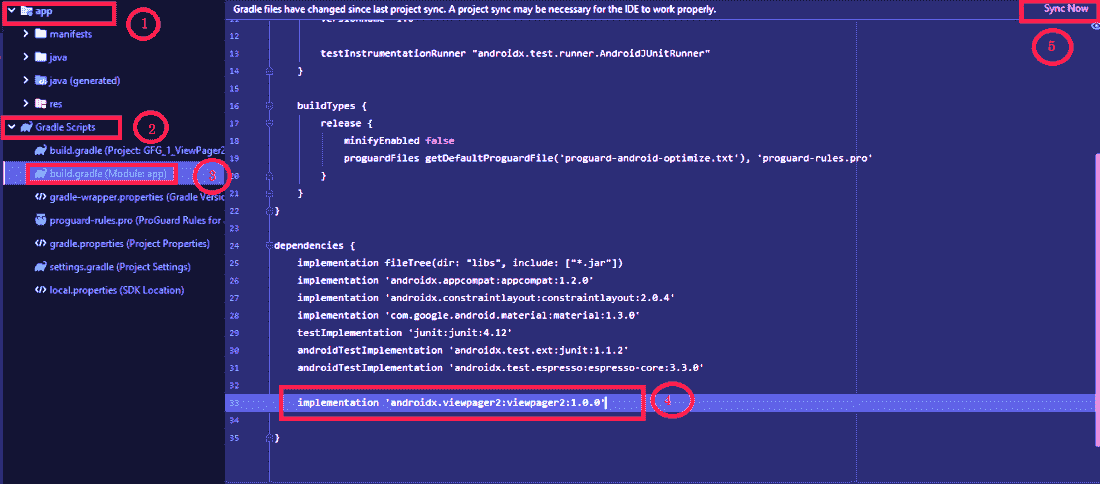 app
1
manifests
java
java (generated)
res
Gradle Scripts
2
build.gradle (Project: GFG_1_ViewPager2
build.gradle (Module: app)
3
gradle-wrapper.properties (Gradle Versio
proguard-rules.pro (ProGuard Rules for
gradle.properties (Project Properties)
settings.gradle (Project Settings)
local.properties (SDK Location)
Gradle files have changed since last project sync. A project sync may be necessary for the IDE to work properly.
Sync Now
5
11
12
13 testInstrumentationRunner "androidx.test.runner.AndroidJUnitRunner"
14 }
15
16 buildTypes {
17 release {
18 minifyEnabled false
19 proguardFiles getDefaultProguardFile('proguard-android-optimize.txt'), 'proguard-rules.pro'
20 }
21 }
22 }
23
24 dependencies {
25 implementation fileTree(dir: "libs", include: ["*.jar"])
26 implementation 'androidx.appcompat:appcompat:1.2.0'
27 implementation 'androidx.constraintlayout:constraintlayout:2.0.4'
28 implementation 'com.google.android.material:material:1.3.0'
29 testImplementation 'junit:junit:4.12'
30 androidTestImplementation 'androidx.test.ext:junit:1.1.2'
31 androidTestImplementation 'androidx.test.espresso:espresso-core:3.3.0'
32
33 implementation 'androidx.viewpager2:viewpager2:1.0.0'
4
34
35 }